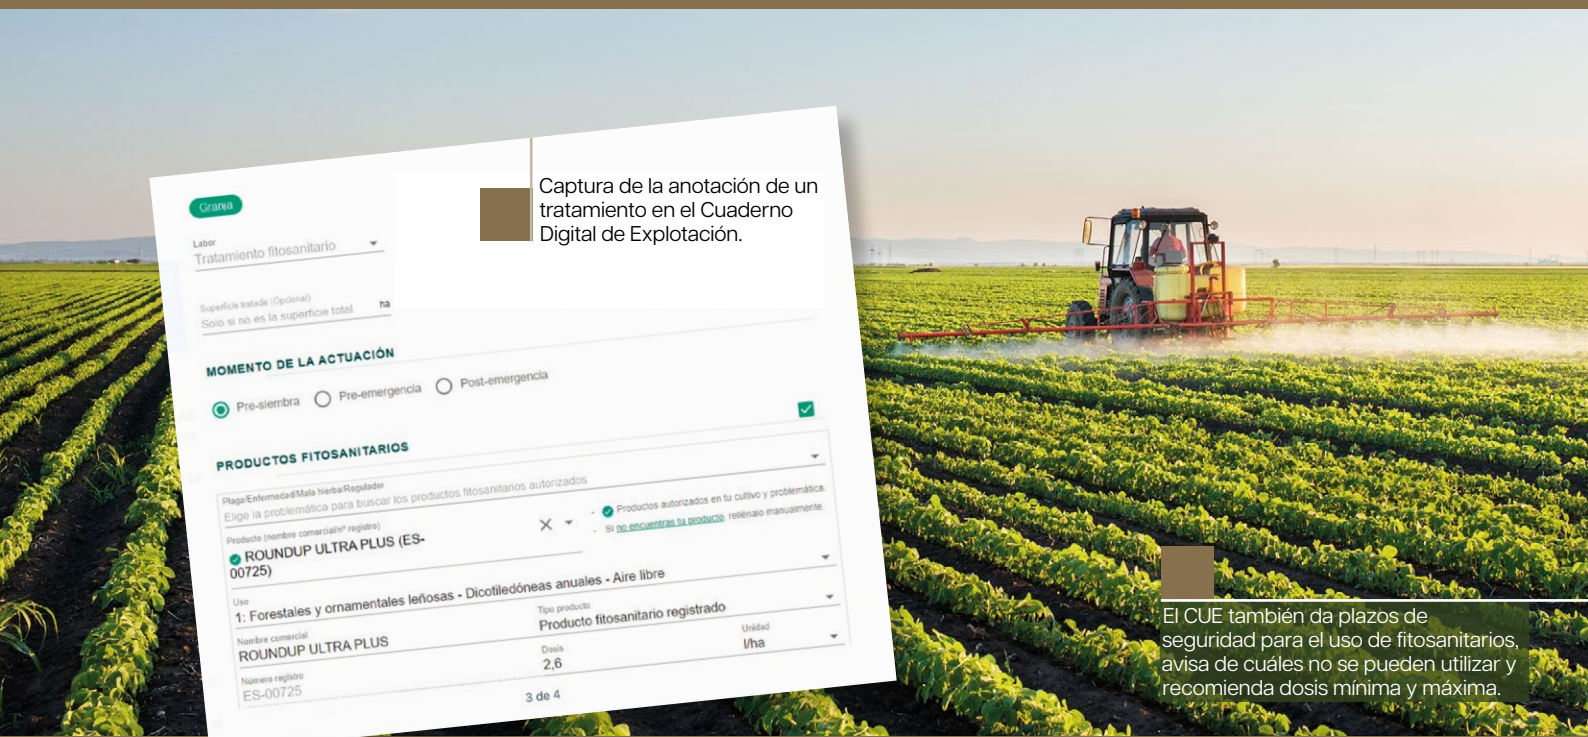 Captura de la anotación de un
tratamiento en el Cuaderno
Digital de Explotación.
Granja
Labor
Tratamiento fitosanitario
Superficie tratada (Opcional)
Solo si no es la superficie total ha
MOMENTO DE LA ACTUACIÓN
Pre-siembra Pre-emergencia Post-emergencia
PRODUCTOS FITOSANITARIOS
Plaga/Enfermedad/Mala hierba/Regulador
Elige la problemática para buscar los productos fitosanitarios autorizados
Producto (nombre comercial/nº registro)
ROUNDUP ULTRA PLUS (ES-
00725)
- Productos autorizados en tu cultivo y problemática.
- Si no encuentras tu producto, rellénalo manualmente.
Uso
1: Forestales y ornamentales leñosas - Dicotiledóneas anuales - Aire libre
Nombre comercial
ROUNDUP ULTRA PLUS
Tipo producto
Producto fitosanitario registrado
Número registro
ES-00725
Dosis
2,6
Unidad
l/ha
3 de 4
El CUE también da plazos de
seguridad para el uso de fitosanitarios,
avisa de cuáles no se pueden utilizar y
recomienda dosis mínima y máxima.